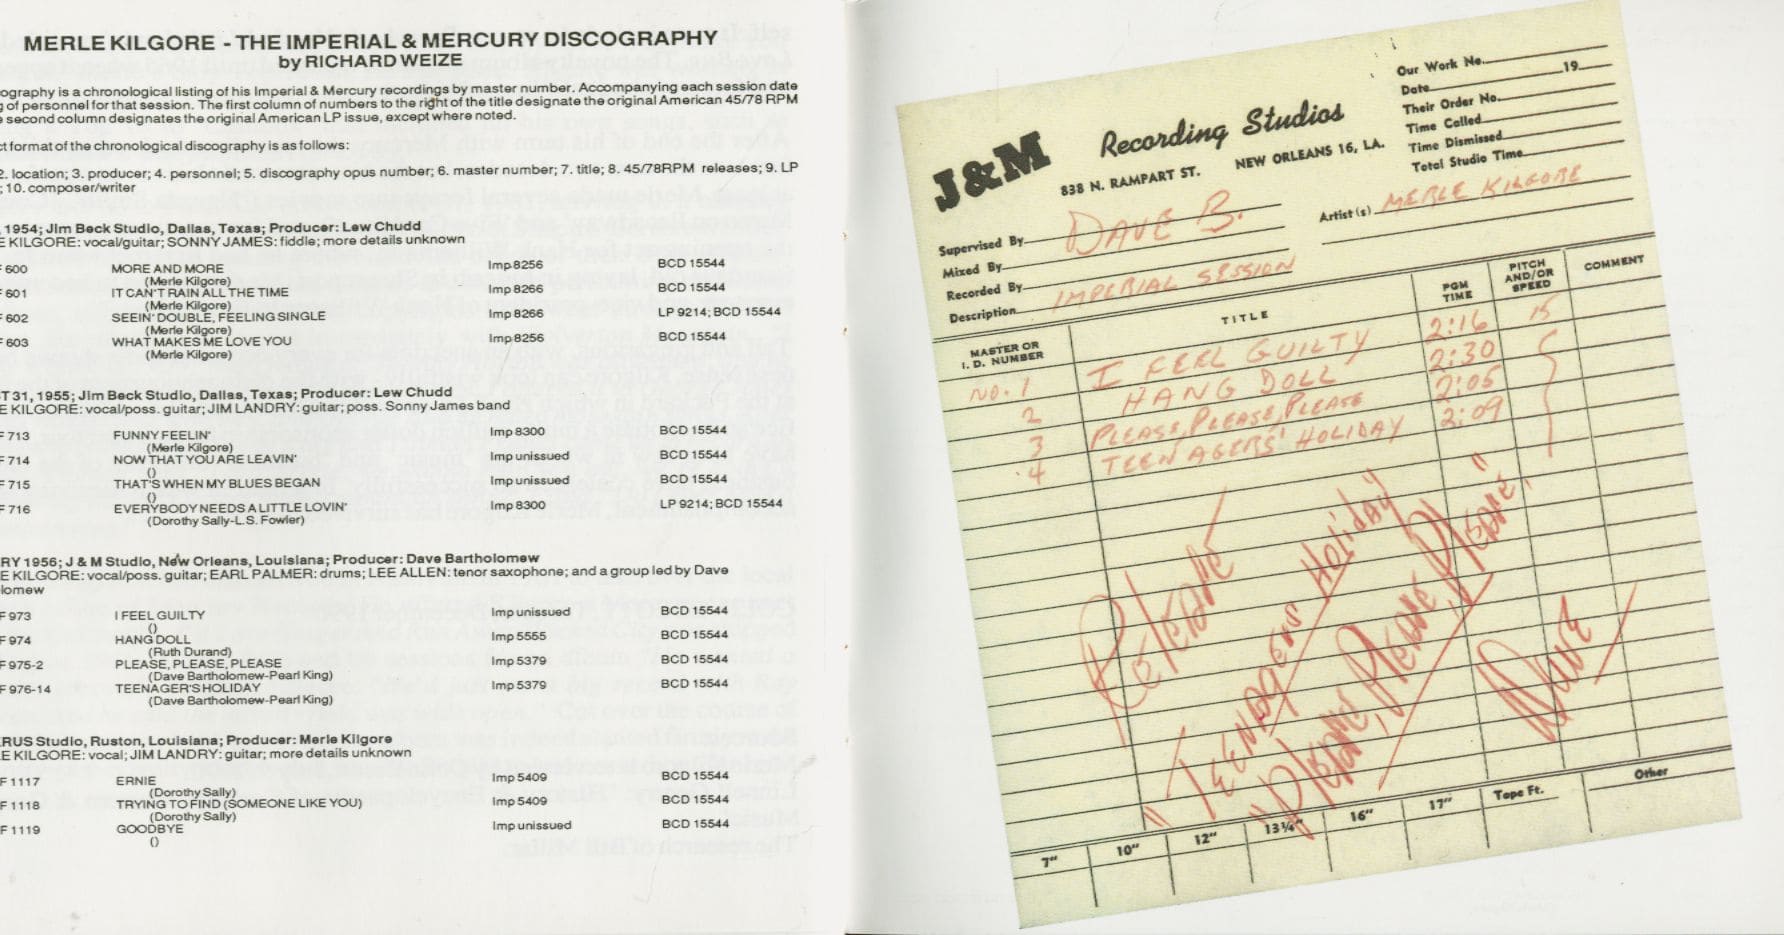 MERLE KILGORE - THE IMPERIAL & MERCURY DISCOGRAPHY
by RICHARD WEIZE
ography is a chronological listing of his Imperial & Mercury recordings by master number. Accompanying each session date
g of personnel for that session. The first column of numbers to the right of the title designate the original American 45/78 RPM
e second column designates the original American LP issue, except where noted.
ct format of the chronological discography is as follows:
2. location; 3. producer; 4. personnel; 5. discography opus number; 6. master number; 7. title; 8. 45/78RPM releases; 9. LP
; 10. composer/writer
, 1954; Jim Beck Studio, Dallas, Texas; Producer: Lew Chudd
E KILGORE: vocal/guitar; SONNY JAMES: fiddle; more details unknown
F 600 MORE AND MORE Imp 8256 BCD 15544
(Merle Kilgore)
F 601 IT CAN'T RAIN ALL THE TIME Imp 8266 BCD 15544
(Merle Kilgore)
F 602 SEEIN' DOUBLE, FEELING SINGLE Imp 8266 LP 9214; BCD 15544
(Merle Kilgore)
F 603 WHAT MAKES ME LOVE YOU Imp 8256 BCD 15544
(Merle Kilgore)
T 31, 1955; Jim Beck Studio, Dallas, Texas; Producer: Lew Chudd
E KILGORE: vocal/poss. guitar; JIM LANDRY: guitar; poss. Sonny James band
F 713 FUNNY FEELIN' Imp 8300 BCD 15544
(Merle Kilgore)
F 714 NOW THAT YOU ARE LEAVIN' Imp unissued BCD 15544
()
F 715 THAT'S WHEN MY BLUES BEGAN Imp unissued BCD 15544
()
F 716 EVERYBODY NEEDS A LITTLE LOVIN' Imp 8300 LP 9214; BCD 15544
(Dorothy Sally-L.S. Fowler)
RY 1956; J & M Studio, New Orleans, Louisiana; Producer: Dave Bartholomew
E KILGORE: vocal/poss. guitar; EARL PALMER: drums; LEE ALLEN: tenor saxophone; and a group led by Dave
lomew
F 973 I FEEL GUILTY Imp unissued BCD 15544
()
F 974 HANG DOLL Imp 5555 BCD 15544
(Ruth Durand)
F 975-2 PLEASE, PLEASE, PLEASE Imp 5379 BCD 15544
(Dave Bartholomew-Pearl King)
F 976-14 TEENAGER'S HOLIDAY Imp 5379 BCD 15544
(Dave Bartholomew-Pearl King)
RUS Studio, Ruston, Louisiana; Producer: Merle Kilgore
E KILGORE: vocal; JIM LANDRY: guitar; more details unknown
F 1117 ERNIE Imp 5409 BCD 15544
(Dorothy Sally)
F 1118 TRYING TO FIND (SOMEONE LIKE YOU) Imp 5409 BCD 15544
(Dorothy Sally)
F 1119 GOODBYE Imp unissued BCD 15544
()
J&M Recording Studios
838 N. RAMPART ST. NEW ORLEANS 16, LA.
Our Work No.
Date 19
Their Order No.
Time Called
Time Dismissed
Total Studio Time
Supervised By DAVE B.
Artist(s) MERLE KILGORE
Mixed By
Recorded By
Description IMPERIAL SESSION
MASTER OR I. D. NUMBER TITLE PGM TIME PITCH AND/OR SPEED COMMENT
NO. 1 I FEEL GUILTY 2:16 15
2 HANG DOLL 2:30
3 PLEASE, PLEASE, PLEASE 2:05
4 TEENAGERS' HOLIDAY 2:09
Release
"TEENAGERS Holiday
"Please, Please Please"
Dave
7" 10" 12" 13¼" 16" 17" Tape Ft. Other